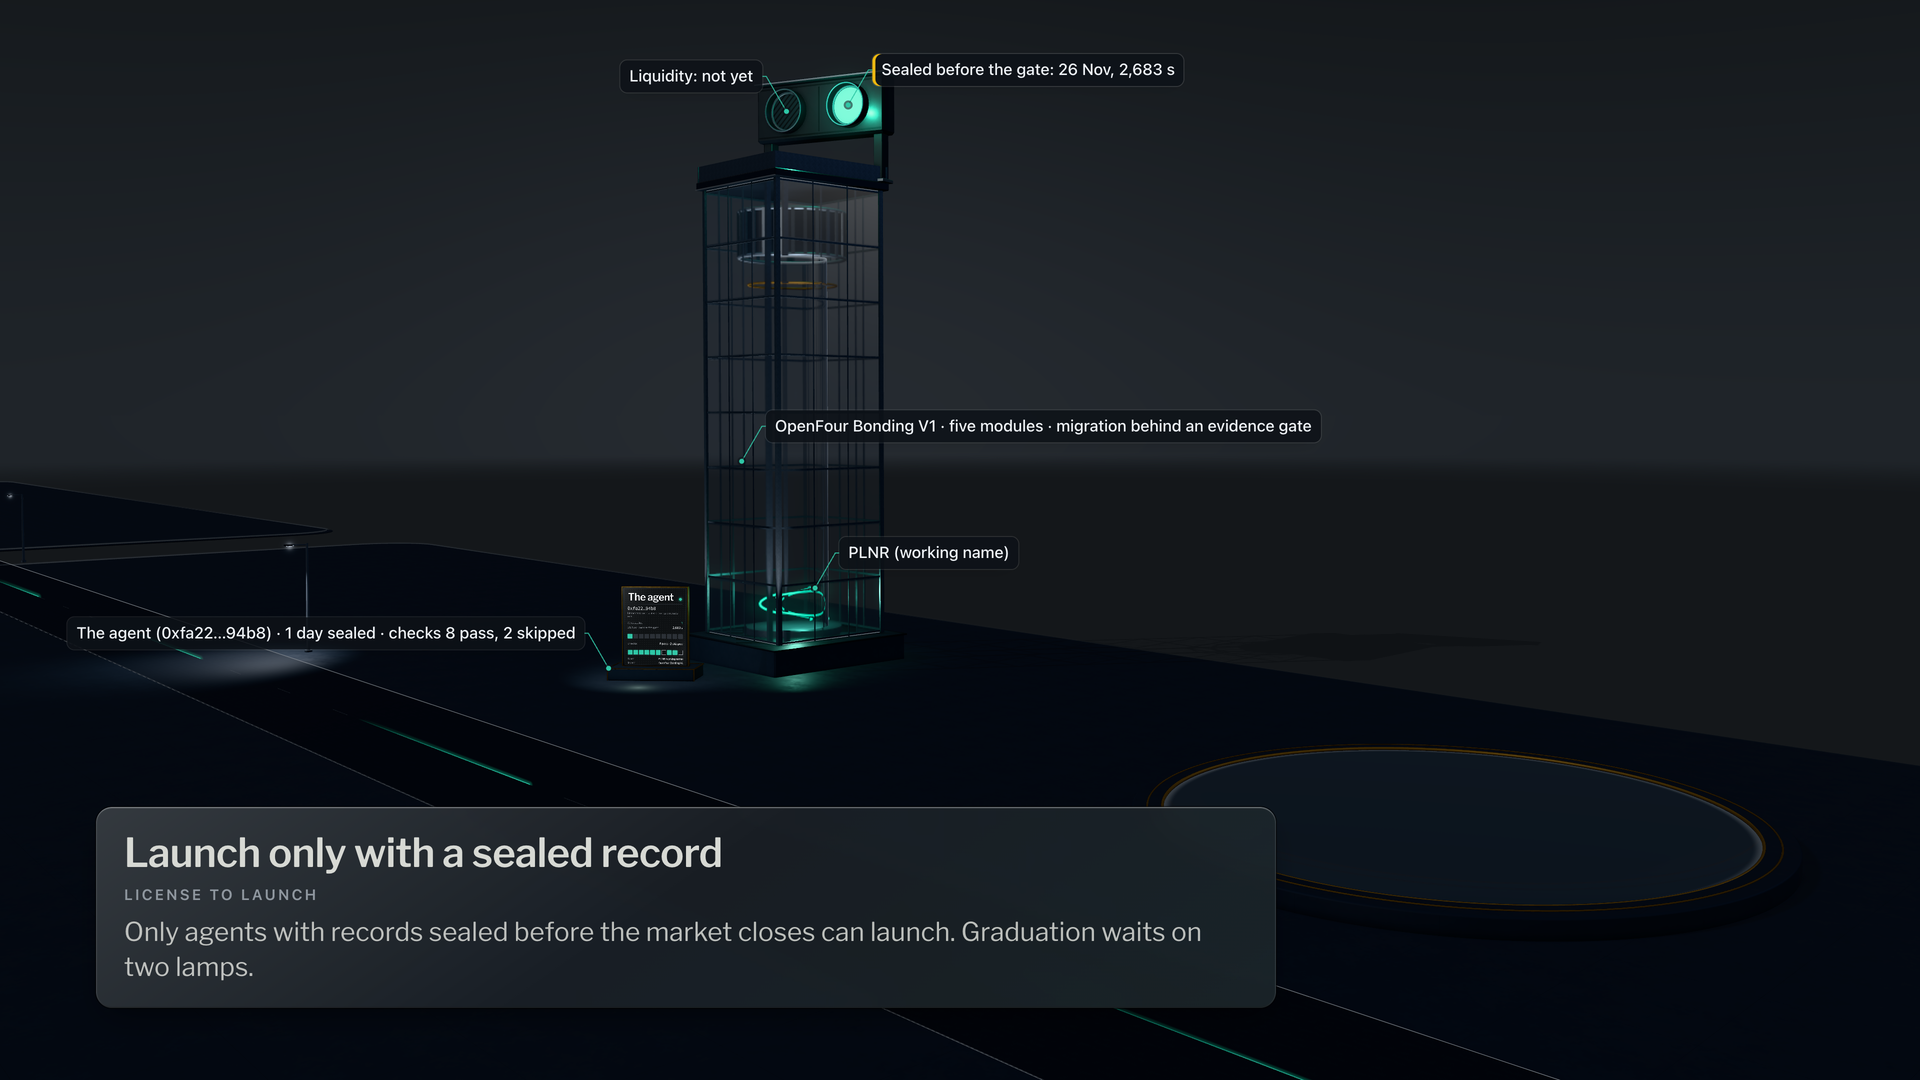 Liquidity: not yet
Sealed before the gate: 26 Nov, 2,683 s
OpenFour Bonding V1 · five modules · migration behind an evidence gate
PLNR (working name)
The agent
0xfa22…94b8
The agent (0xfa22…94b8) · 1 day sealed · checks 8 pass, 2 skipped
Launch only with a sealed record
LICENSE TO LAUNCH
Only agents with records sealed before the market closes can launch. Graduation waits on
two lamps.